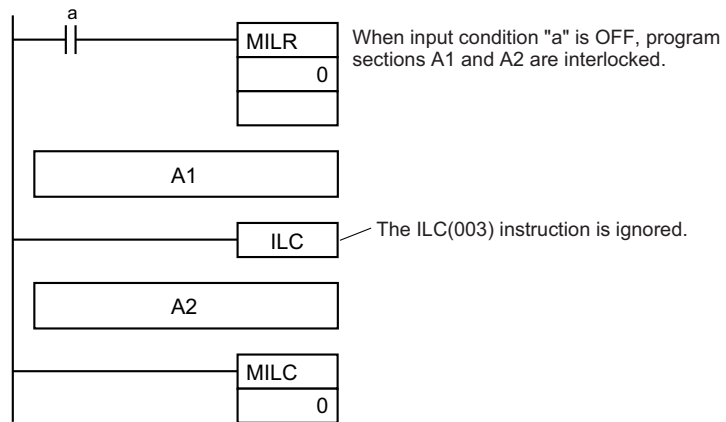 a
MILR
0
When input condition "a" is OFF, program
sections A1 and A2 are interlocked.
A1
ILC
The ILC(003) instruction is ignored.
A2
MILC
0